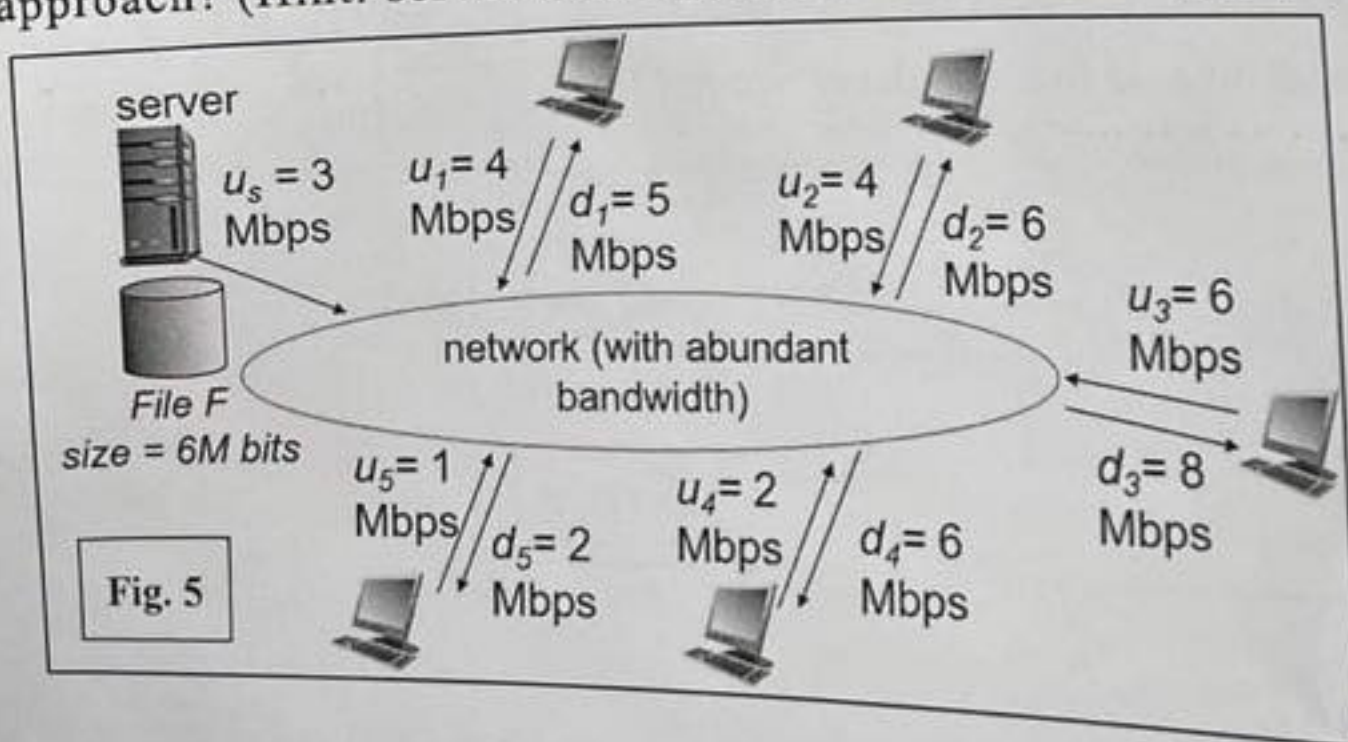 approach? (Hint:
server
u_s = 3
Mbps
File F
size = 6M bits
u_1= 4
Mbps
d_1= 5
Mbps
u_2= 4
Mbps
d_2= 6
Mbps
u_3= 6
Mbps
d_3= 8
Mbps
network (with abundant
bandwidth)
u_5= 1
Mbps
d_5= 2
Mbps
u_4= 2
Mbps
d_4= 6
Mbps
Fig. 5